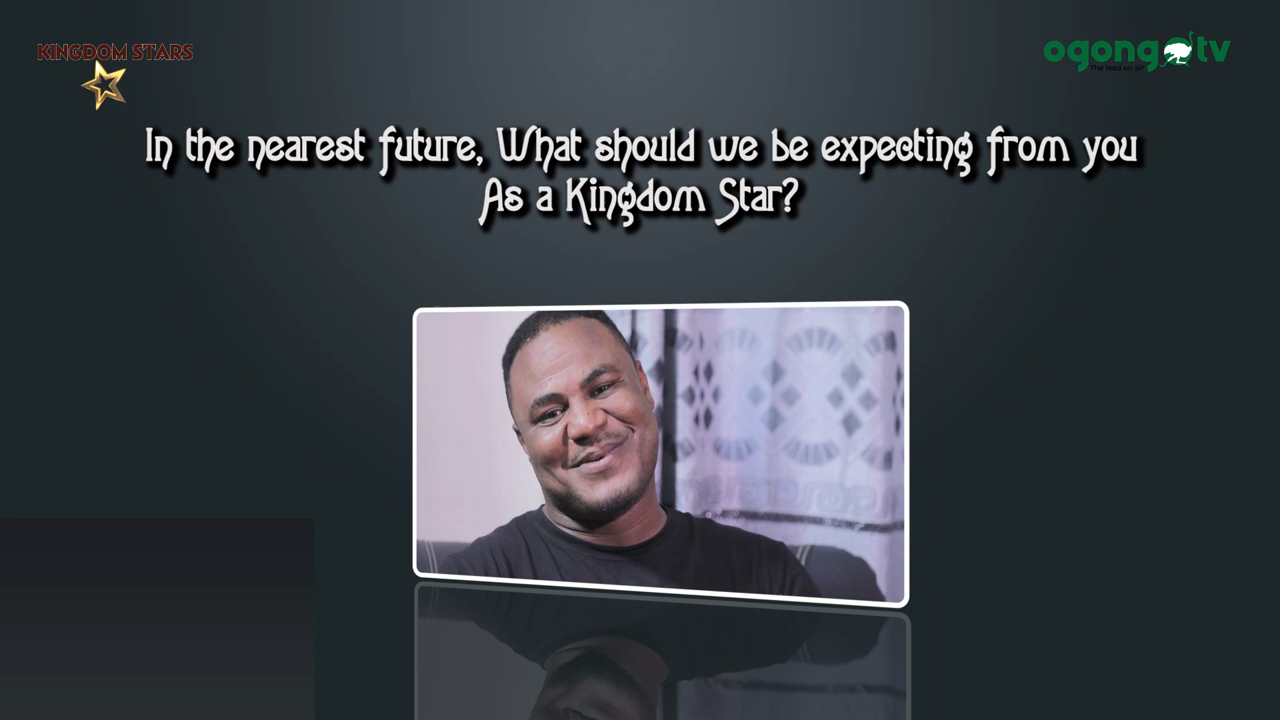 KINGDOM STARS
ogong tv
The lead on air
In the nearest future, What should we be expecting from you
As a Kingdom Star?